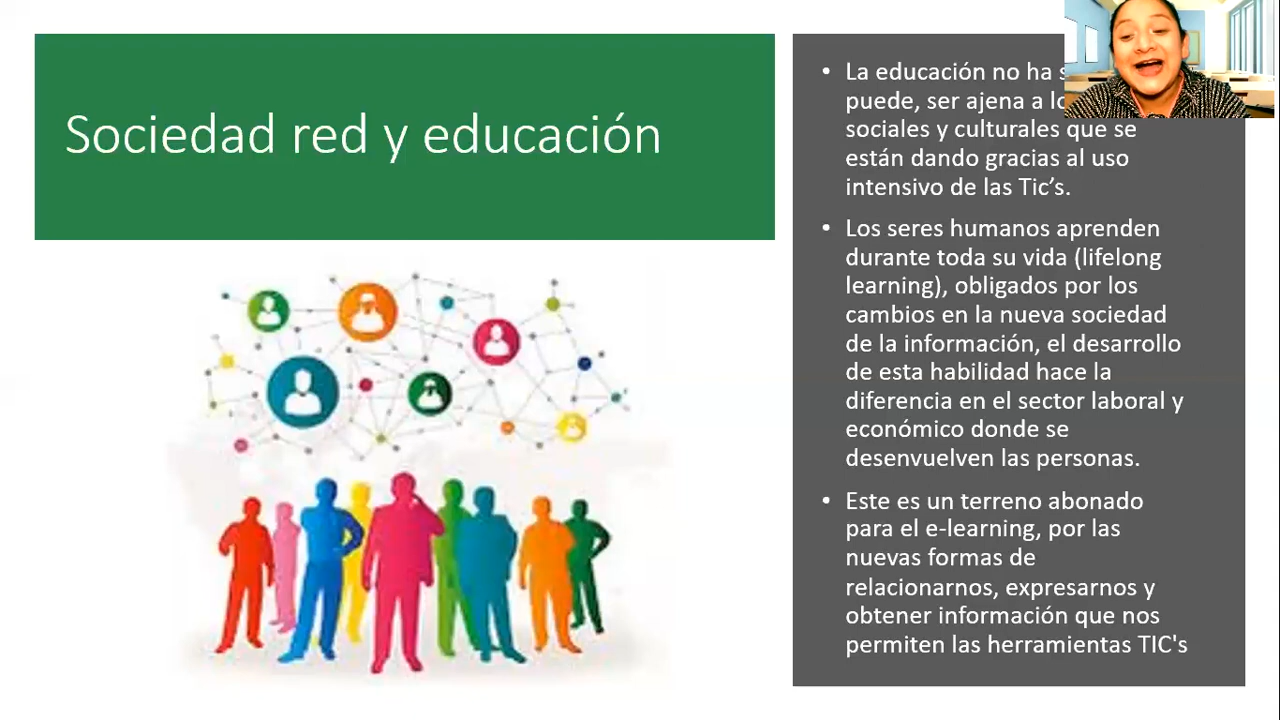 Sociedad red y educación
• La educación no ha
puede, ser ajena a
sociales y culturales que se
están dando gracias al uso
intensivo de las Tic’s.
• Los seres humanos aprenden
durante toda su vida (lifelong
learning), obligados por los
cambios en la nueva sociedad
de la información, el desarrollo
de esta habilidad hace la
diferencia en el sector laboral y
económico donde se
desenvuelven las personas.
• Este es un terreno abonado
para el e-learning, por las
nuevas formas de
relacionarnos, expresarnos y
obtener información que nos
permiten las herramientas TIC's